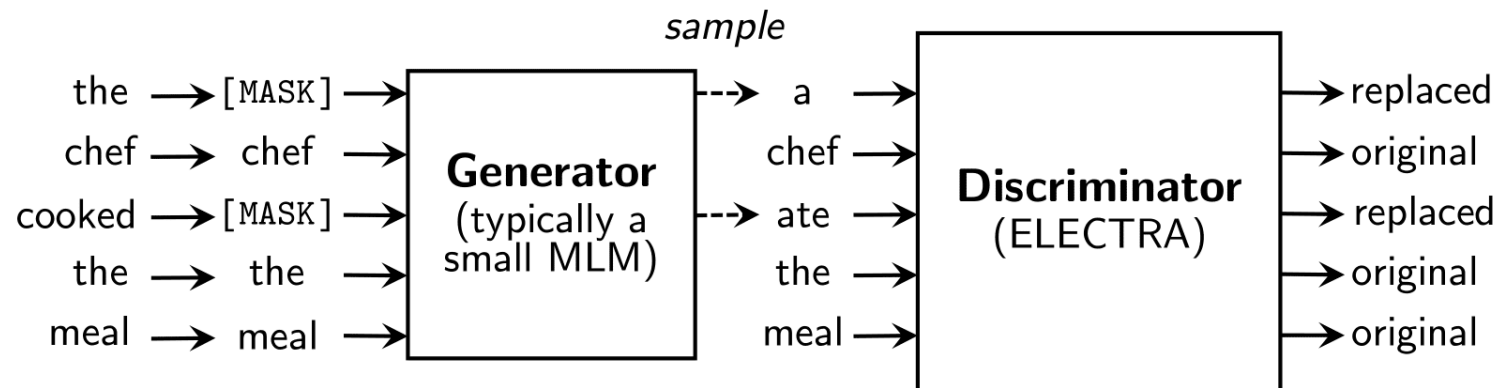 sample
the [MASK] a replaced
chef chef Generator chef Discriminator original
cooked [MASK] (typically a ate (ELECTRA) replaced
the the small MLM) the original
meal meal meal original